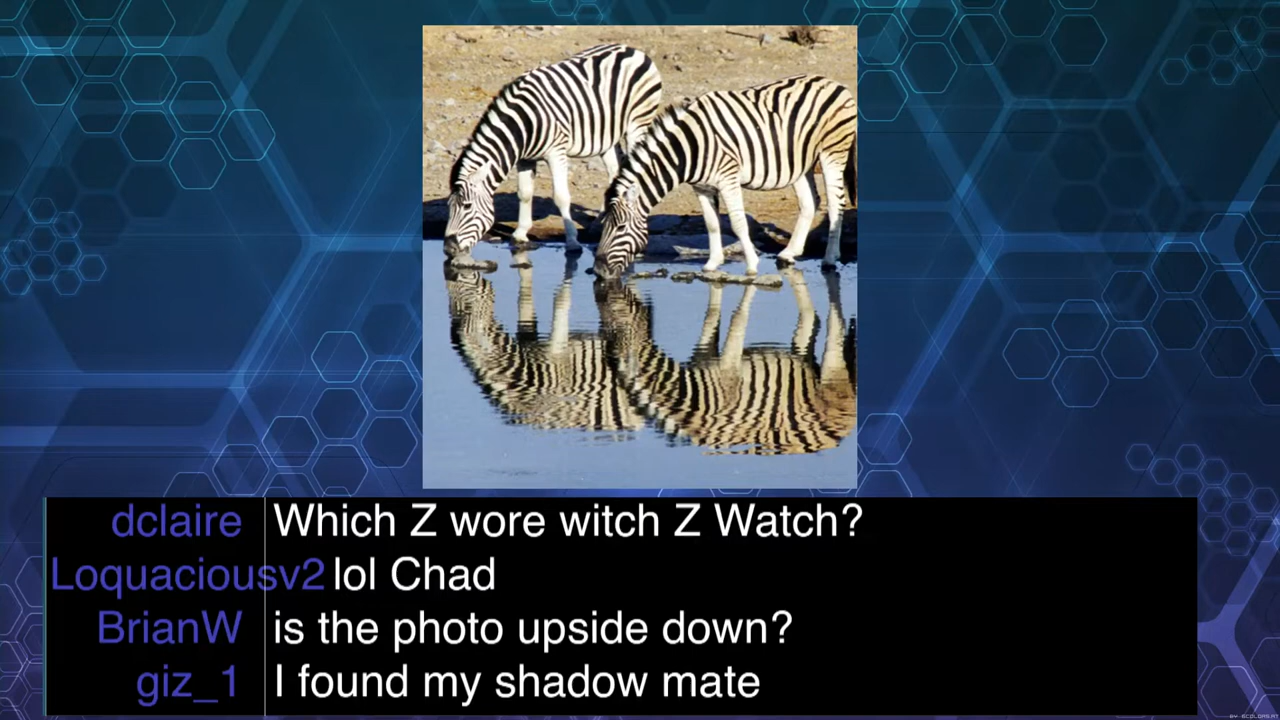 dclaire Which Z wore witch Z Watch?
Loquaciousv2 lol Chad
BrianW is the photo upside down?
giz_1 I found my shadow mate